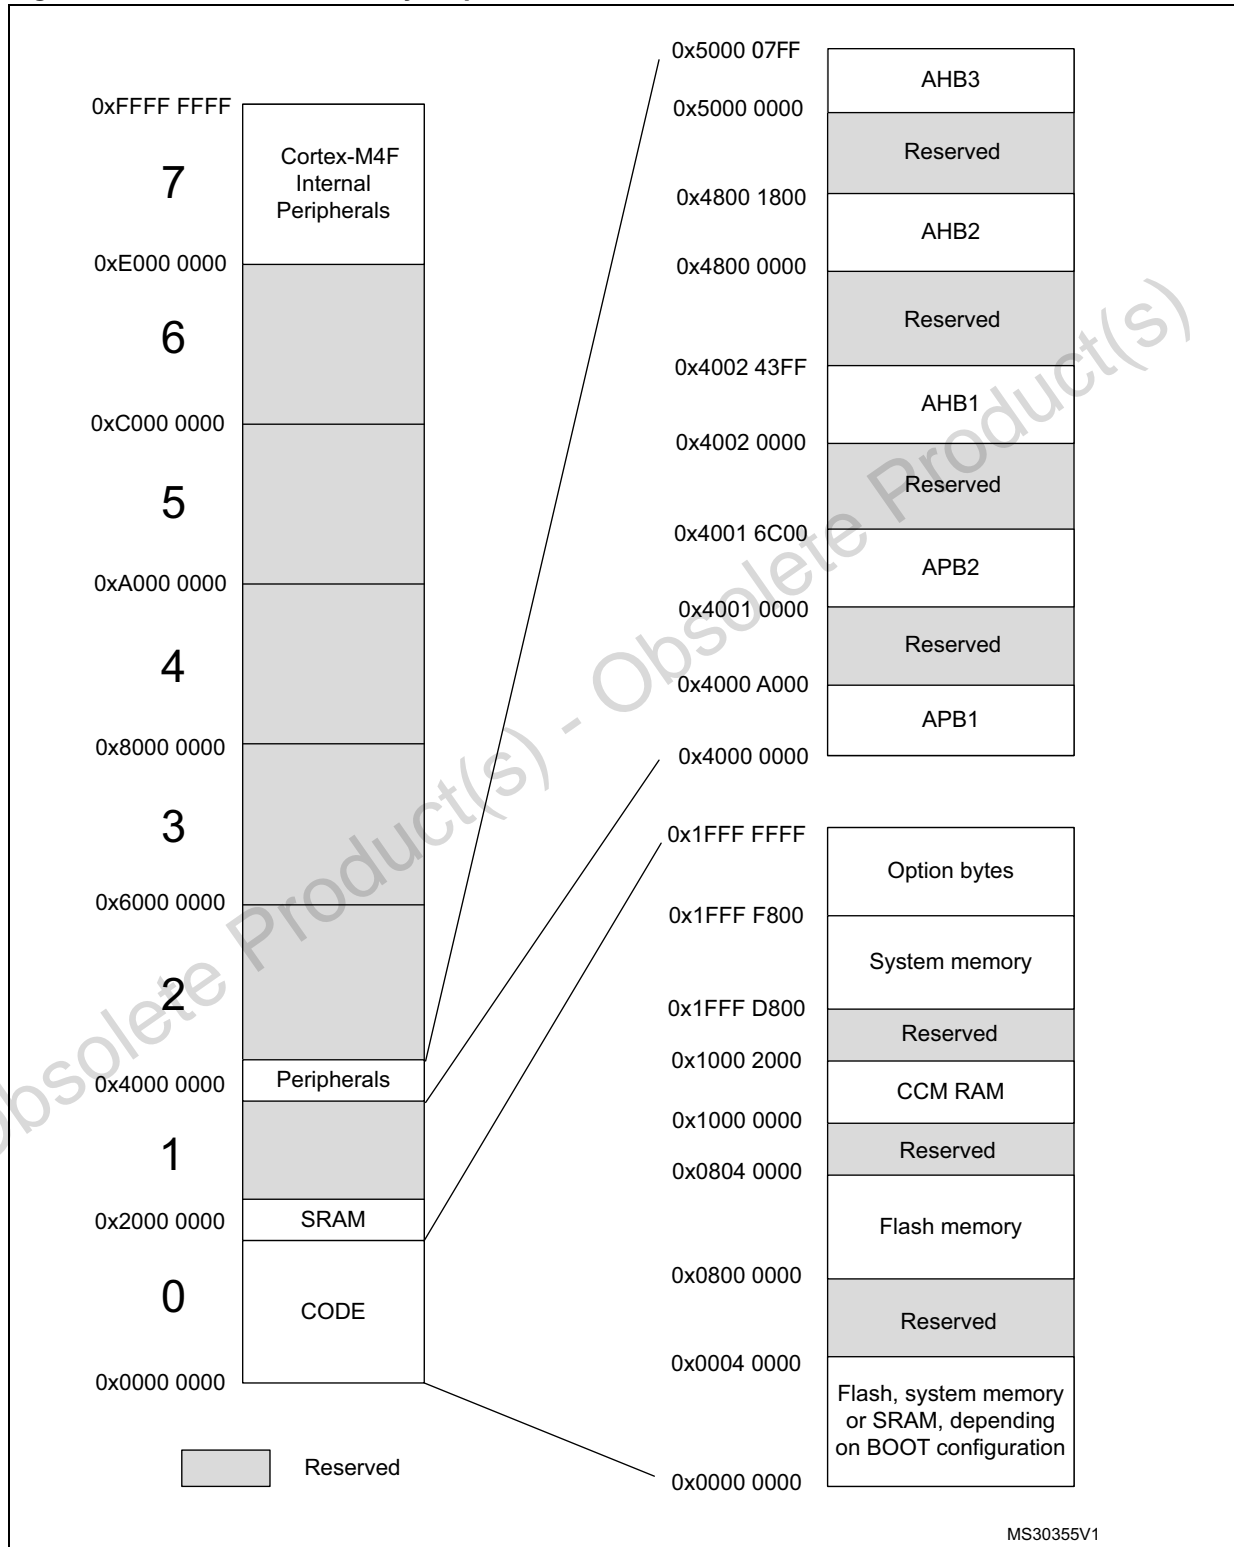 0xFFFF FFFF
7
Cortex-M4F
Internal
Peripherals
0xE000 0000
6
0xC000 0000
5
0xA000 0000
4
0x8000 0000
3
0x6000 0000
2
0x4000 0000
Peripherals
1
0x2000 0000
SRAM
0
CODE
0x0000 0000
Reserved
0x5000 07FF
AHB3
0x5000 0000
Reserved
0x4800 1800
AHB2
0x4800 0000
Reserved
0x4002 43FF
AHB1
0x4002 0000
Reserved
0x4001 6C00
APB2
0x4001 0000
Reserved
0x4000 A000
APB1
0x4000 0000
0x1FFF FFFF
Option bytes
0x1FFF F800
System memory
0x1FFF D800
Reserved
0x1000 2000
CCM RAM
0x1000 0000
Reserved
0x0804 0000
Flash memory
0x0800 0000
Reserved
0x0004 0000
Flash, system memory
or SRAM, depending
on BOOT configuration
0x0000 0000
MS30355V1
Obsolete Product(s) - Obsolete Product(s)